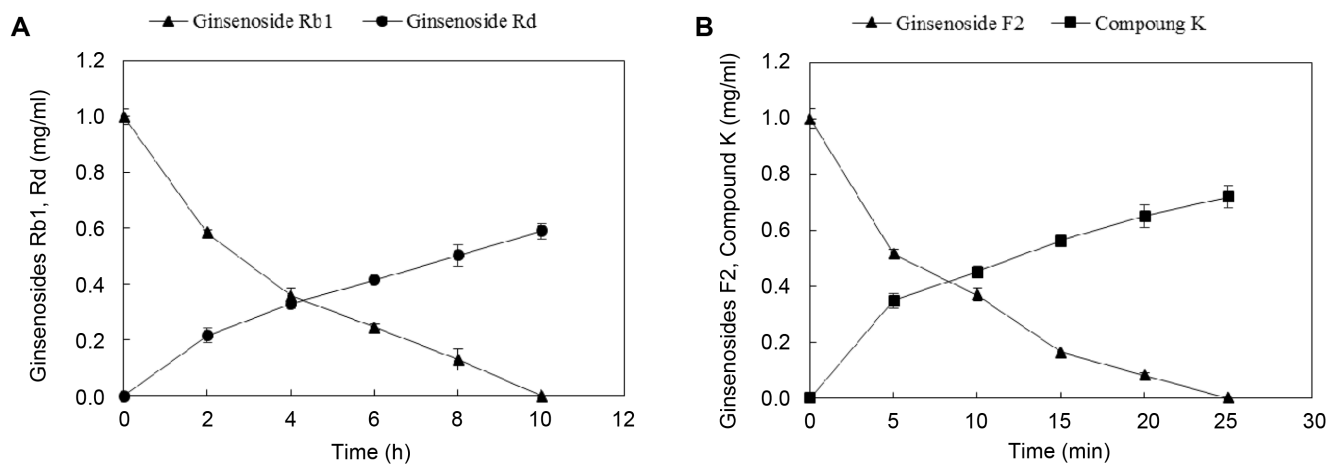 A
Ginsenoside Rb1 Ginsenoside Rd
Ginsenosides Rb1, Rd (mg/ml)
1.2
1.0
0.8
0.6
0.4
0.2
0.0
0 2 4 6 8 10 12
Time (h)
B
Ginsenoside F2 Compoung K
Ginsenosides F2, Compound K (mg/ml)
1.2
1.0
0.8
0.6
0.4
0.2
0.0
0 5 10 15 20 25 30
Time (min)